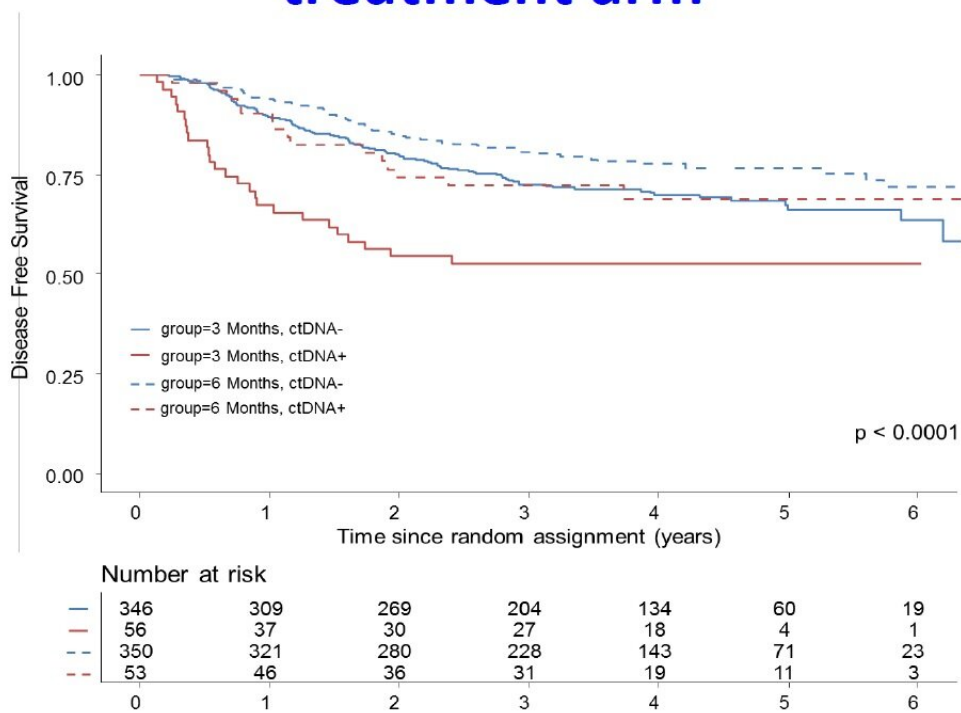 treatment arm
1.00
0.75
0.50
0.25
0.00
Disease Free Survival
group=3 Months, ctDNA-
group=3 Months, ctDNA+
group=6 Months, ctDNA-
group=6 Months, ctDNA+
p < 0.0001
0 1 2 3 4 5 6
Time since random assignment (years)
Number at risk
346 309 269 204 134 60 19
56 37 30 27 18 4 1
350 321 280 228 143 71 23
53 46 36 31 19 11 3
0 1 2 3 4 5 6